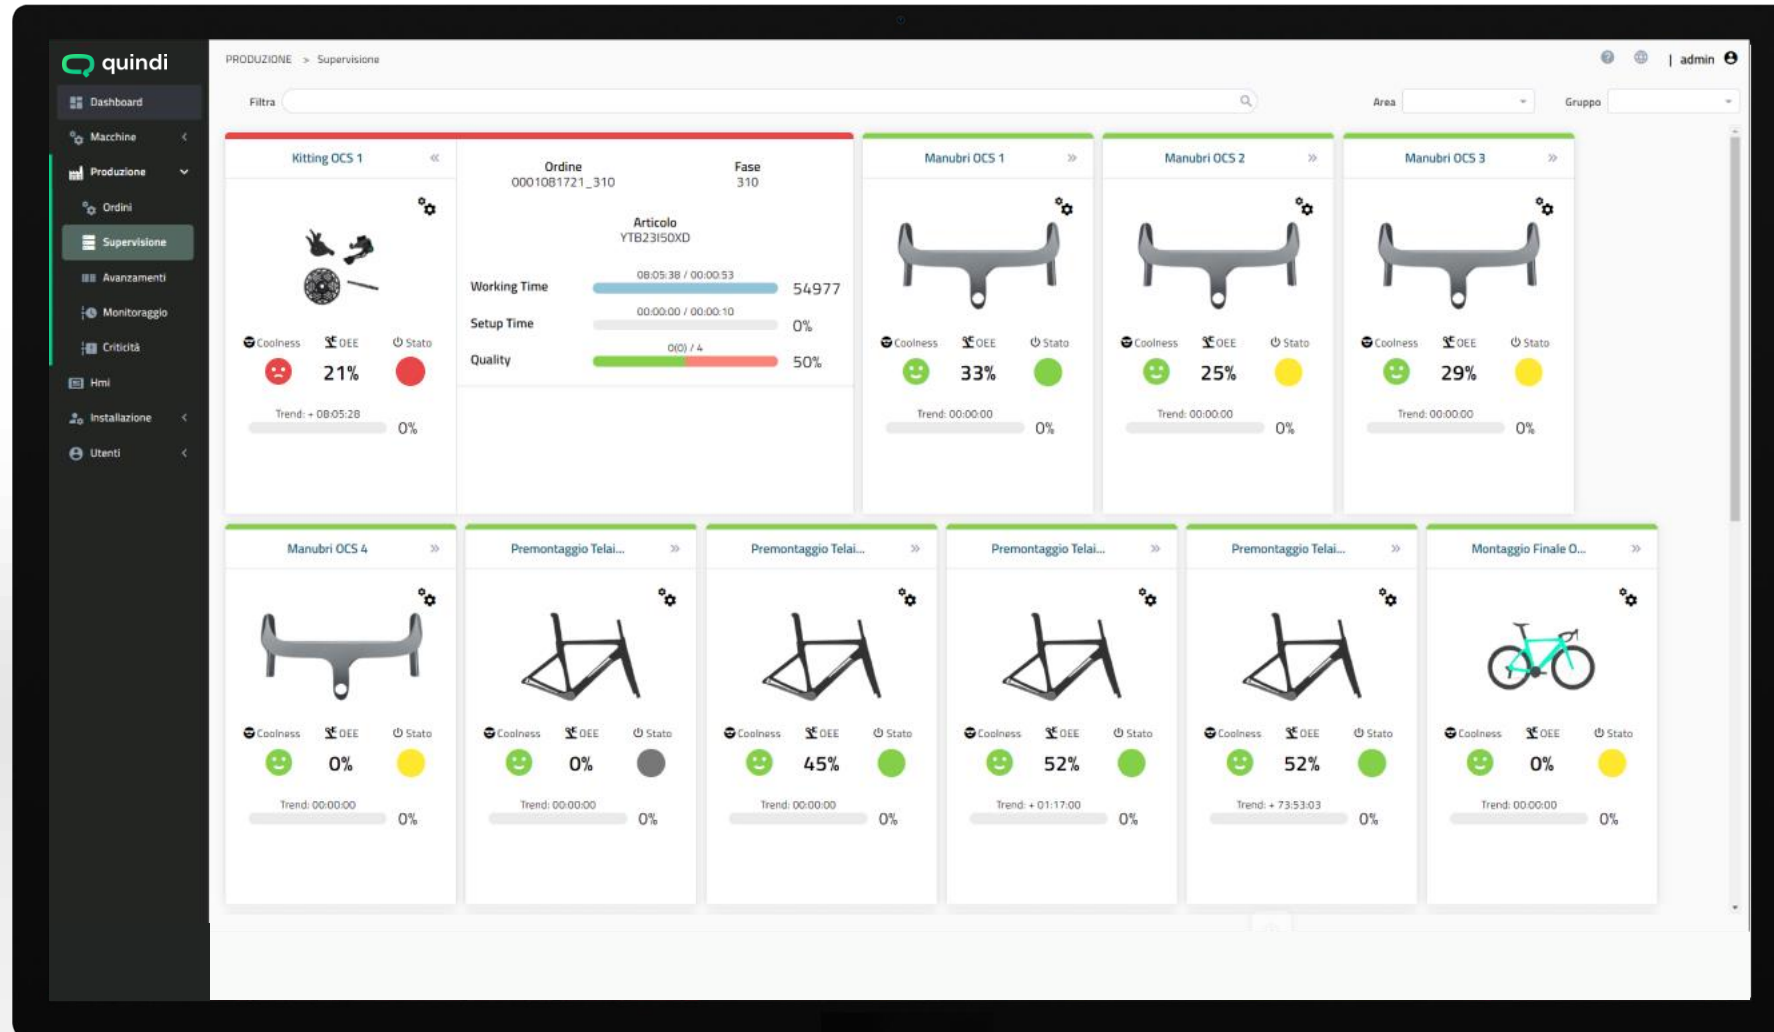 quindi
PRODUZIONE > Supervisione
| admin
Dashboard
Macchine
Produzione
Ordini
Supervisione
Avanzamenti
Monitoraggio
Criticità
Hmi
Installazione
Utenti
Filtra
Area
Gruppo
Kitting OCS 1
Coolness OEE Stato
21%
Trend: + 08:05:28
0%
Ordine
0001081721_310
Fase
310
Articolo
YTB23I50XD
Working Time
08:05:38 / 00:00:53
54977
Setup Time
00:00:00 / 00:00:10
0%
Quality
0(0) / 4
50%
Manubri OCS 1
Coolness OEE Stato
33%
Trend: 00:00:00
0%
Manubri OCS 2
Coolness OEE Stato
25%
Trend: 00:00:00
0%
Manubri OCS 3
Coolness OEE Stato
29%
Trend: 00:00:00
0%
Manubri OCS 4
Coolness OEE Stato
0%
Trend: 00:00:00
0%
Premontaggio Telai...
Coolness OEE Stato
0%
Trend: 00:00:00
0%
Premontaggio Telai...
Coolness OEE Stato
45%
Trend: 00:00:00
0%
Premontaggio Telai...
Coolness OEE Stato
52%
Trend: + 01:17:00
0%
Premontaggio Telai...
Coolness OEE Stato
52%
Trend: + 73:53:03
0%
Montaggio Finale O...
Coolness OEE Stato
0%
Trend: 00:00:00
0%